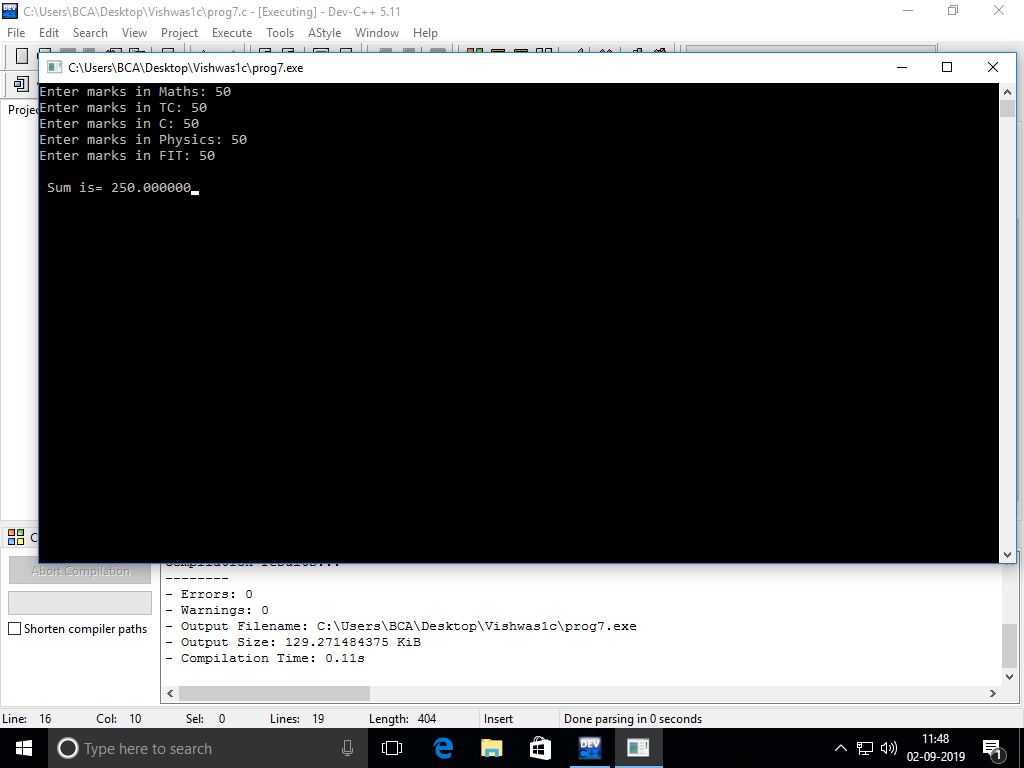 C:\Users\BCA\Desktop\Vishwas1c\prog7.c - [Executing] - Dev-C++ 5.11
File Edit Search View Project Execute Tools AStyle Window Help
C:\Users\BCA\Desktop\Vishwas1c\prog7.exe
Enter marks in Maths: 50
Enter marks in TC: 50
Enter marks in C: 50
Enter marks in Physics: 50
Enter marks in FIT: 50
Sum is= 250.000000
Abort Compilation
Shorten compiler paths
Compilation results...
--------
- Errors: 0
- Warnings: 0
- Output Filename: C:\Users\BCA\Desktop\Vishwas1c\prog7.exe
- Output Size: 129.271484375 KiB
- Compilation Time: 0.11s
Line: 16 Col: 10 Sel: 0 Lines: 19 Length: 404 Insert Done parsing in 0 seconds
Type here to search
DEV C++
11:48
02-09-2019
1